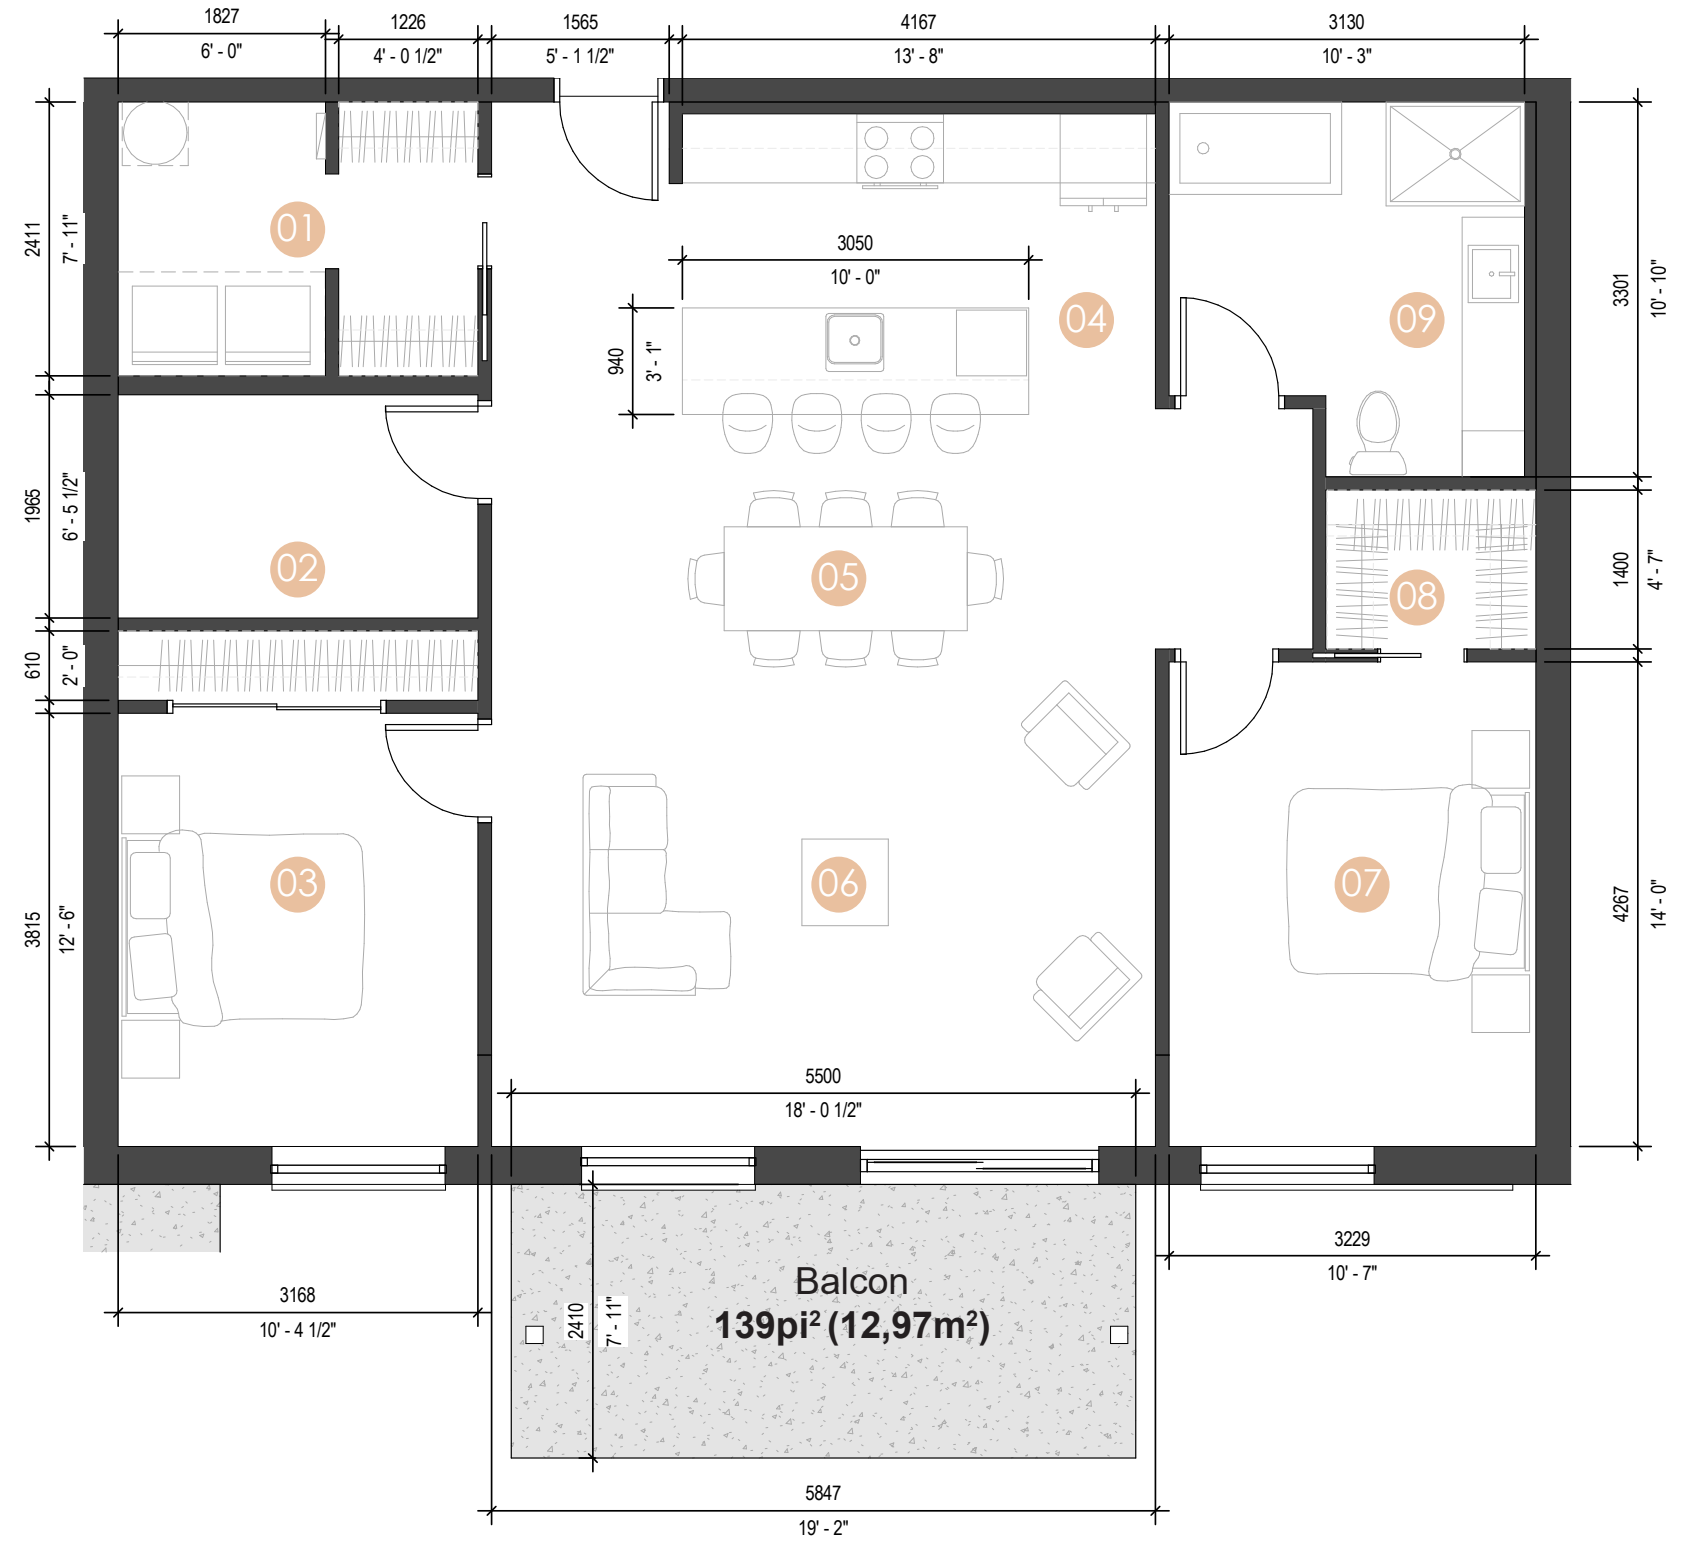 1827
6' - 0"
1226
4' - 0 1/2"
1565
5' - 1 1/2"
4167
13' - 8"
3130
10' - 3"
2411
7' - 11"
01
3050
10' - 0"
940
3' - 1"
04
09
3301
10' - 10"
1965
6' - 5 1/2"
02
05
08
1400
4' - 7"
610
2' - 0"
3815
12' - 6"
03
06
07
4267
14' - 0"
5500
18' - 0 1/2"
3229
10' - 7"
3168
10' - 4 1/2"
2410
7' - 11"
Balcon
139pi² (12,97m²)
5847
19' - 2"